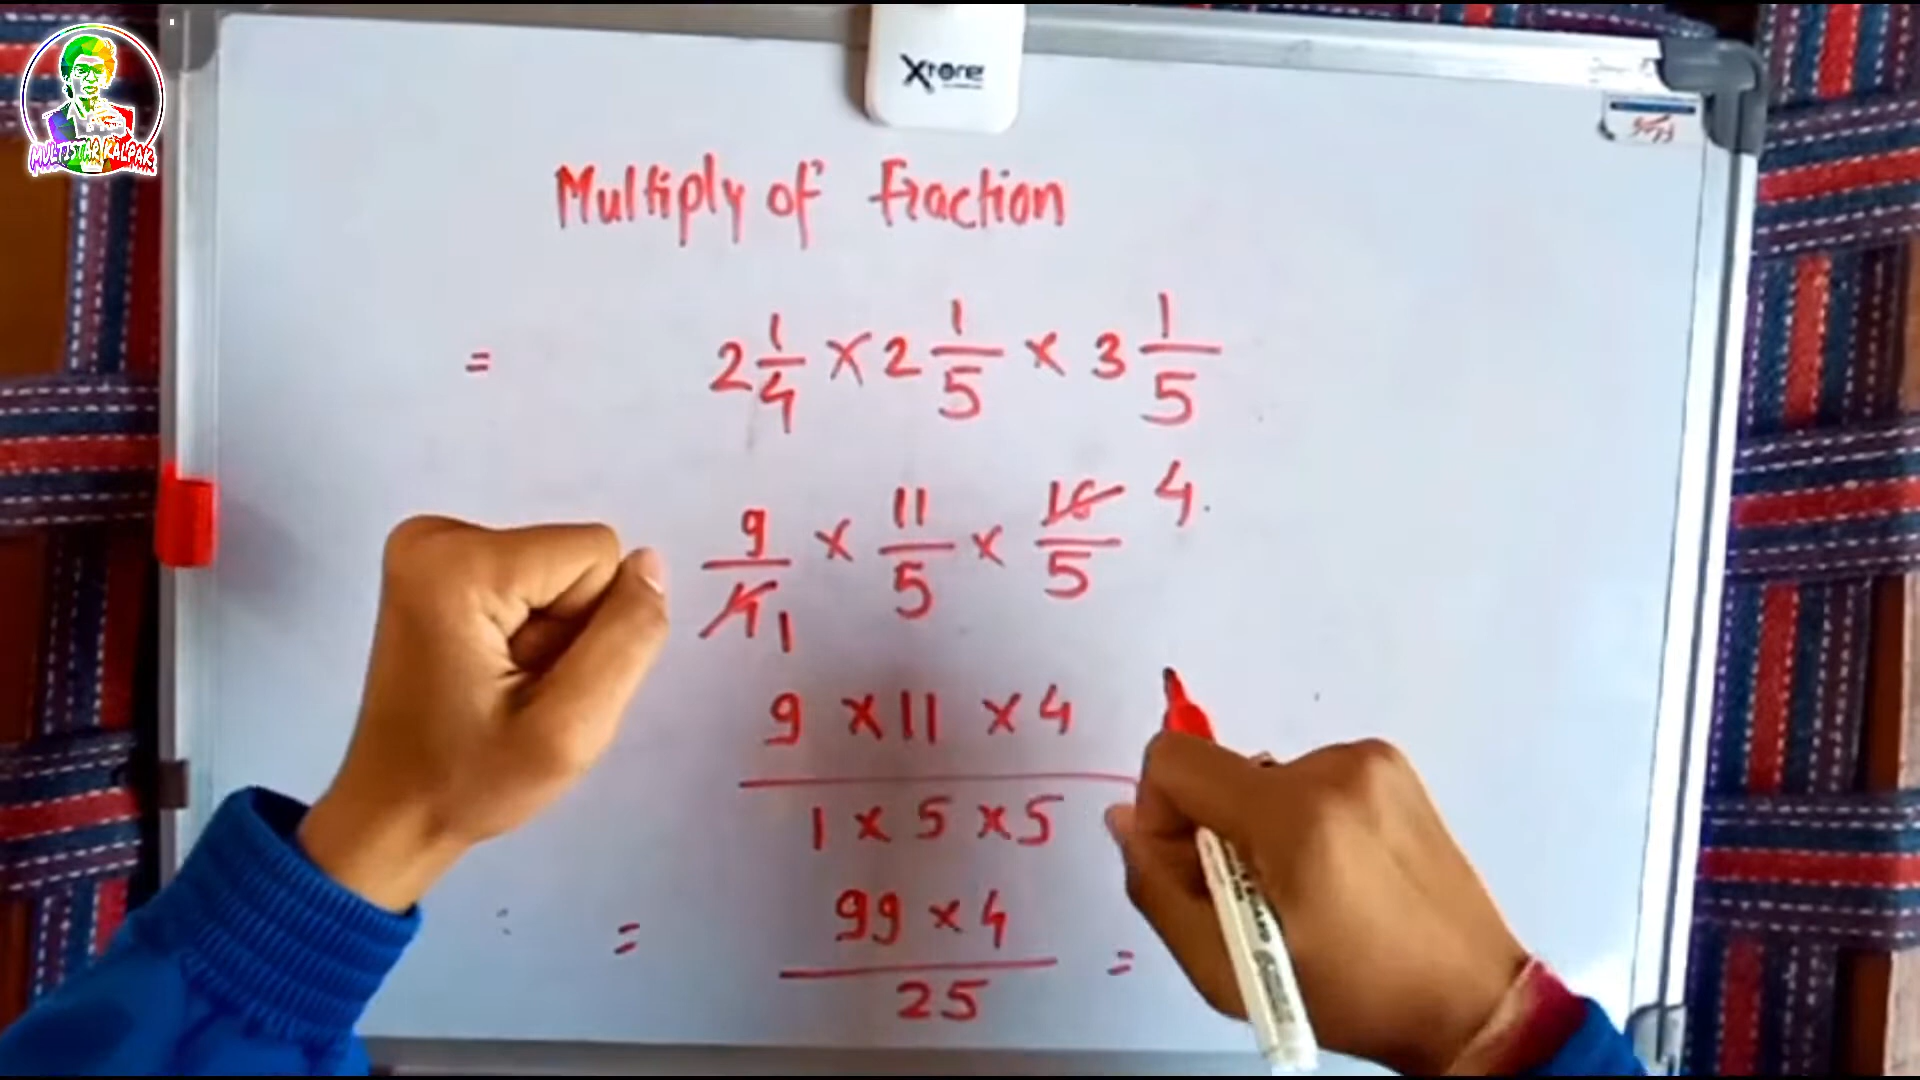 Xtore
MULTISTAR KALPAK
Multiply of Fraction
= 2 1/4 × 2 1/5 × 3 1/5
9/4 1 × 11/5 × 16/5 4.
9 × 11 × 4
1 × 5 × 5
= 99 × 4 =
25